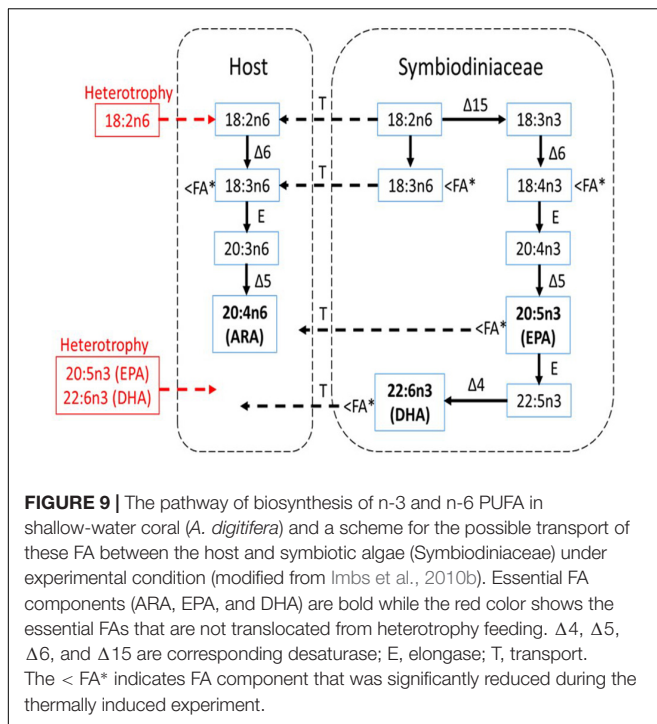 Host Symbiodiniaceae
Heterotrophy T Δ15
18:2n6 18:2n6 18:2n6 18:3n3
Δ6 Δ6
T
<FA* 18:3n6 18:3n6 <FA* 18:4n3 <FA*
E E
20:3n6 20:4n3
Δ5 Δ5
20:4n6 T 20:5n3
(ARA) <FA* (EPA)
Heterotrophy
20:5n3 (EPA) E
22:6n3 (DHA) T 22:6n3 Δ4
<FA* (DHA) 22:5n3
FIGURE 9 | The pathway of biosynthesis of n-3 and n-6 PUFA in
shallow-water coral (A. digitifera) and a scheme for the possible transport of
these FA between the host and symbiotic algae (Symbiodiniaceae) under
experimental condition (modified from Imbs et al., 2010b). Essential FA
components (ARA, EPA, and DHA) are bold while the red color shows the
essential FAs that are not translocated from heterotrophy feeding. Δ4, Δ5,
Δ6, and Δ15 are corresponding desaturase; E, elongase; T, transport.
The < FA* indicates FA component that was significantly reduced during the
thermally induced experiment.